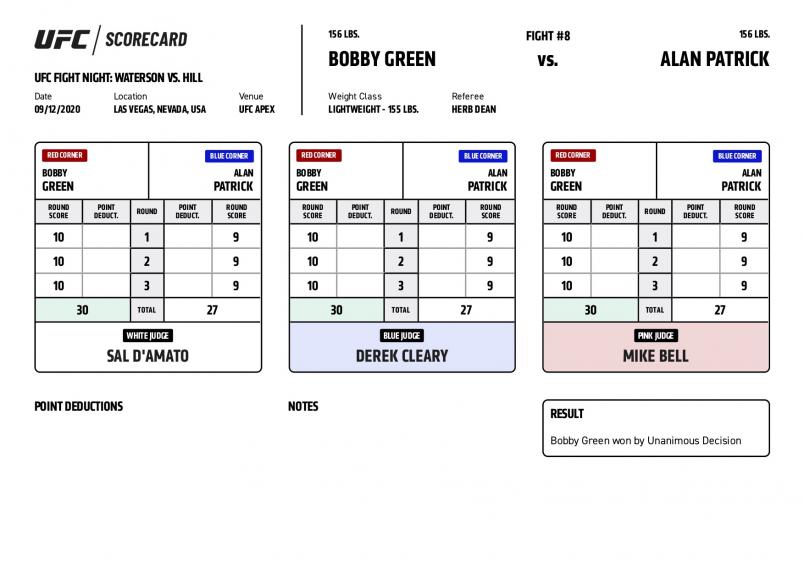 UFC SCORECARD
UFC FIGHT NIGHT: WATERSON VS. HILL
Date Location Venue
09/12/2020 LAS VEGAS, NEVADA, USA UFC APEX
156 LBS. FIGHT #8 156 LBS.
BOBBY GREEN vs. ALAN PATRICK
Weight Class Referee
LIGHTWEIGHT - 155 LBS. HERB DEAN
RED CORNER BLUE CORNER
BOBBY ALAN
GREEN PATRICK
ROUND SCORE POINT DEDUCT. ROUND POINT DEDUCT. ROUND SCORE
10 1 9
10 2 9
10 3 9
30 TOTAL 27
WHITE JUDGE
SAL D'AMATO
RED CORNER BLUE CORNER
BOBBY ALAN
GREEN PATRICK
ROUND SCORE POINT DEDUCT. ROUND POINT DEDUCT. ROUND SCORE
10 1 9
10 2 9
10 3 9
30 TOTAL 27
BLUE JUDGE
DEREK CLEARY
RED CORNER BLUE CORNER
BOBBY ALAN
GREEN PATRICK
ROUND SCORE POINT DEDUCT. ROUND POINT DEDUCT. ROUND SCORE
10 1 9
10 2 9
10 3 9
30 TOTAL 27
PINK JUDGE
MIKE BELL
POINT DEDUCTIONS
NOTES
RESULT
Bobby Green won by Unanimous Decision